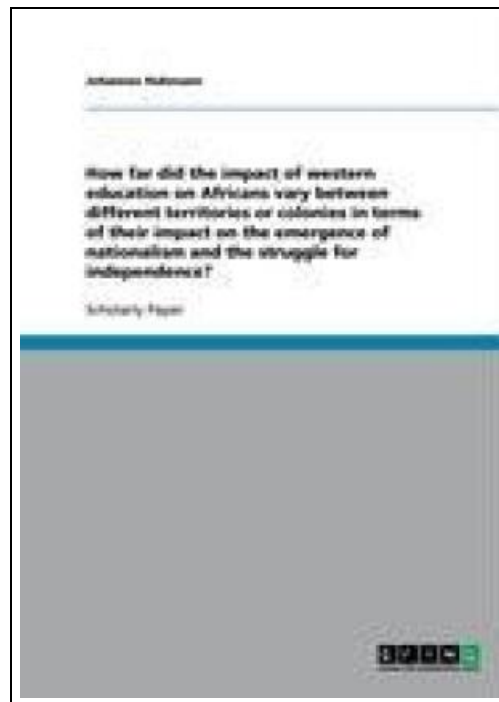 Johannes
How far did the impact of western
education on Africans vary between
different territories or colonies in terms
of their impact on the emergence of
nationalism and the struggle for
independence?
Scholarly Paper
GRIN